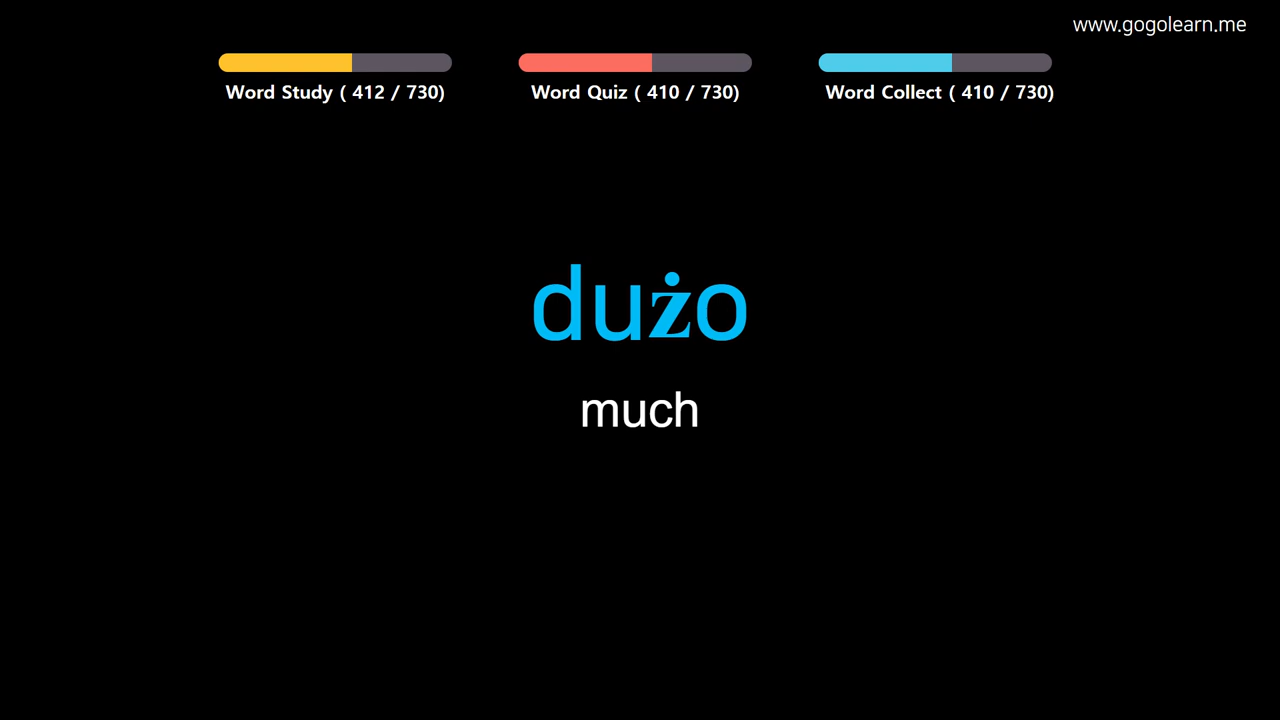 www.gogolearn.me
Word Study ( 412 / 730)
Word Quiz ( 410 / 730)
Word Collect ( 410 / 730)
dużo
much